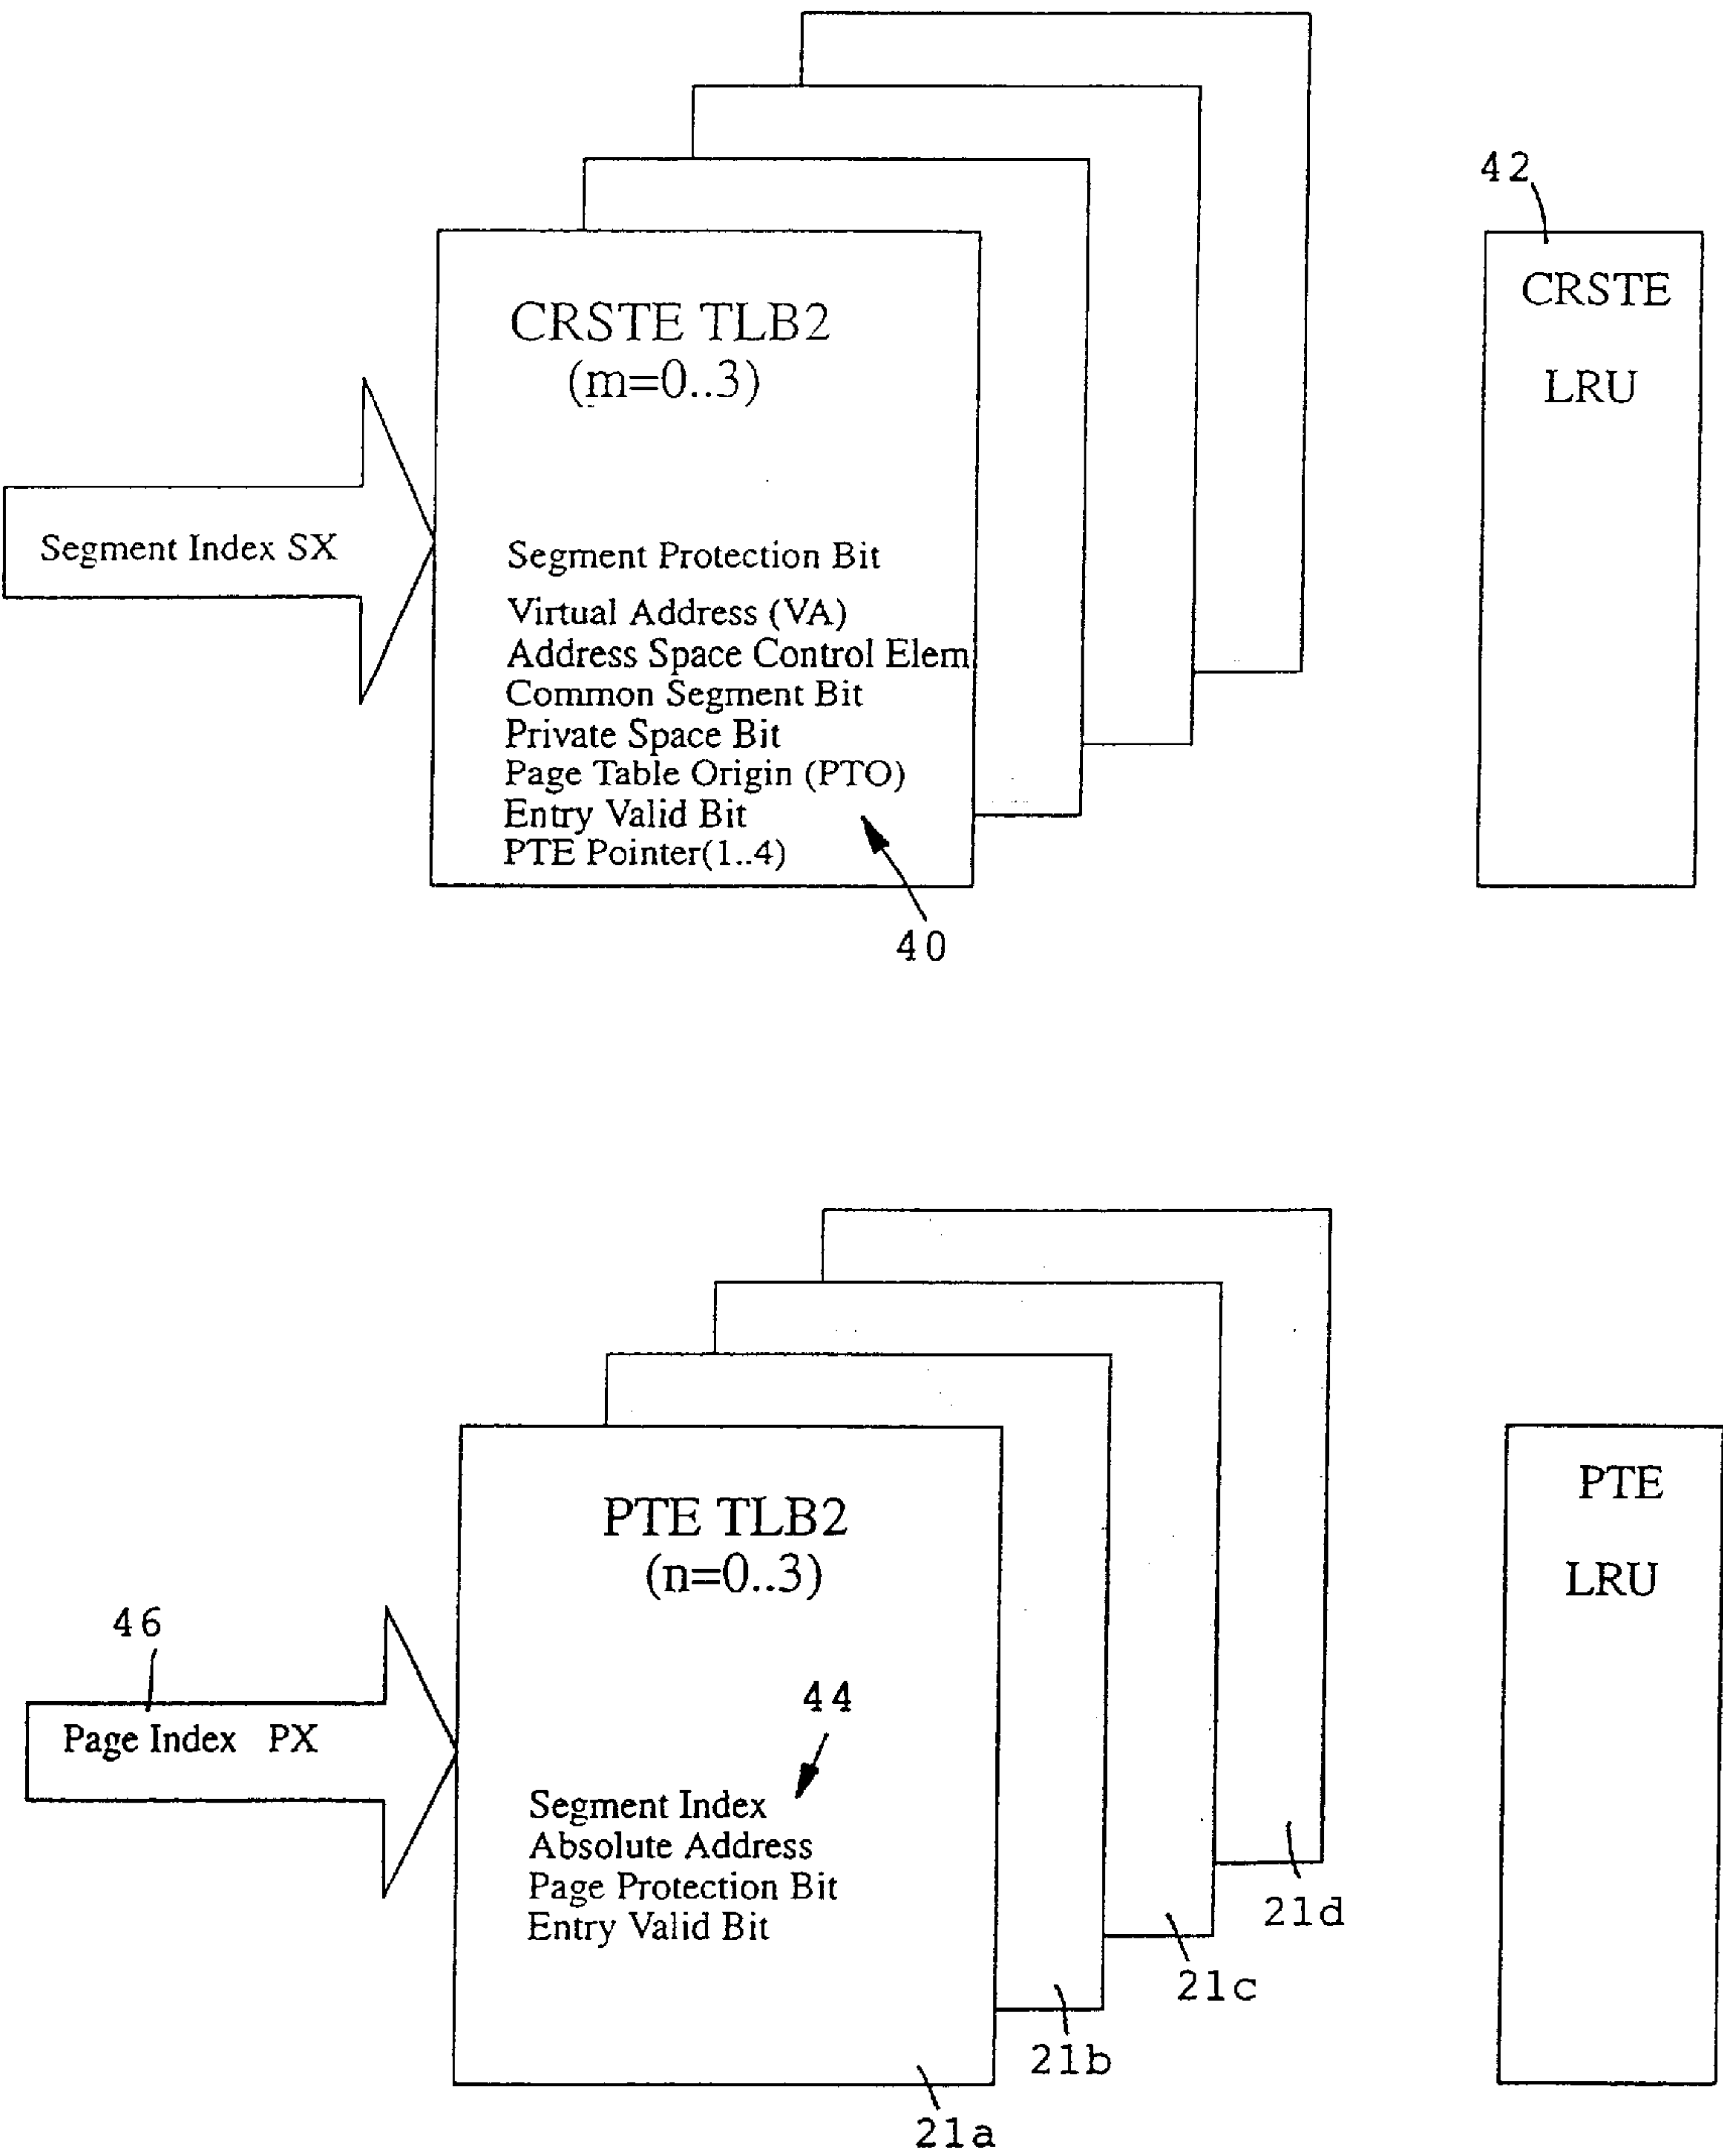 42
CRSTE
LRU
CRSTE TLB2
(m=0..3)
Segment Index SX
Segment Protection Bit
Virtual Address (VA)
Address Space Control Elem
Common Segment Bit
Private Space Bit
Page Table Origin (PTO)
Entry Valid Bit
PTE Pointer(1..4)
40
PTE
LRU
PTE TLB2
(n=0..3)
46
Page Index PX
44
Segment Index
Absolute Address
Page Protection Bit
Entry Valid Bit
21d
21c
21b
21a